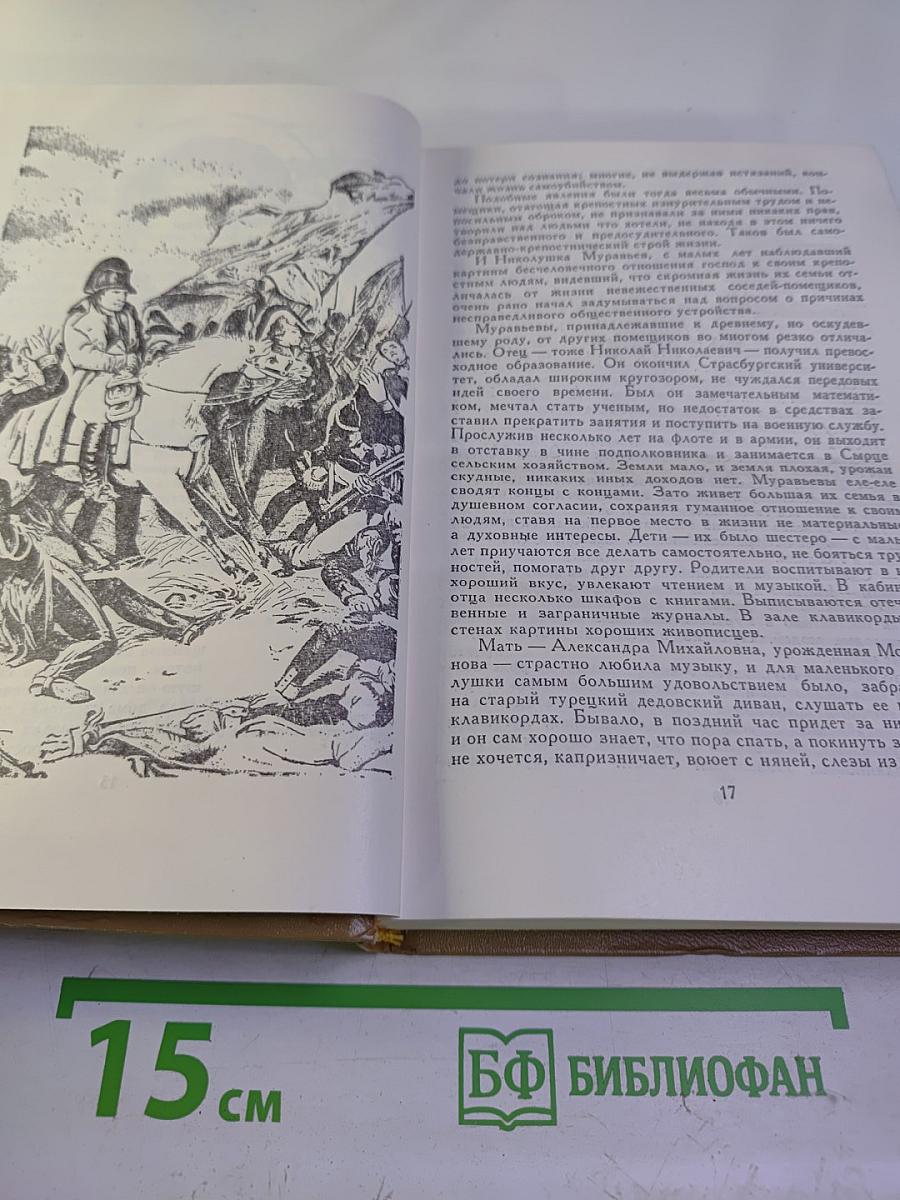 до потери сознания; многие, не выдержав истязаний, кон-
чали жизнь самоубийством.
Подобные явления были тогда весьма обычными. По-
мещики, отягощая крепостных изнурительным трудом и не-
посильным оброком, не признавали за ними никаких прав,
творили над людьми что хотели, не находя в этом ничего
безнравственного и предосудительного. Таков был само-
державно-крепостнический строй жизни.
И Николушка Муравьев, с малых лет наблюдавший
картины бесчеловечного отношения господ к своим крепо-
стным людям, видевший, что скромная жизнь их семьи от-
личалась от жизни невежественных соседей-помещиков,
очень рано начал задумываться над вопросом о причинах
несправедливого общественного устройства.
Муравьевы, принадлежавшие к древнему, но оскудев-
шему роду, от других помещиков во многом резко отлича-
лись. Отец — тоже Николай Николаевич — получил превос-
ходное образование. Он окончил Страсбургский универси-
тет, обладал широким кругозором, не чуждался передовых
идей своего времени. Был он замечательным математи-
ком, мечтал стать ученым, но недостаток в средствах за-
ставил прекратить занятия и поступить на военную службу.
Прослужив несколько лет на флоте и в армии, он выходит
в отставку в чине подполковника и занимается в Сырце
сельским хозяйством. Земли мало, и земля плохая, урожаи
скудные, никаких иных доходов нет. Муравьевы еле-еле
сводят концы с концами. Зато живет большая их семья в
душевном согласии, сохраняя гуманное отношение к своим
людям, ставя на первое место в жизни не материальные
а духовные интересы. Дети — их было шестеро — с малы
лет приучаются все делать самостоятельно, не бояться тру
ностей, помогать друг другу. Родители воспитывают в н
хороший вкус, увлекают чтением и музыкой. В кабин
отца несколько шкафов с книгами. Выписываются отеч
венные и заграничные журналы. В зале клавикорды
стенах картины хороших живописцев.
Мать — Александра Михайловна, урожденная Мо
нова — страстно любила музыку, и для маленького
лушки самым большим удовольствием было, забра
на старый турецкий дедовский диван, слушать ее
клавикордах. Бывало, в поздний час придет за ни
и он сам хорошо знает, что пора спать, а покинуть з
не хочется, капризничает, воюет с няней, слезы из
17
15 см
БФ БИБЛИОФАН